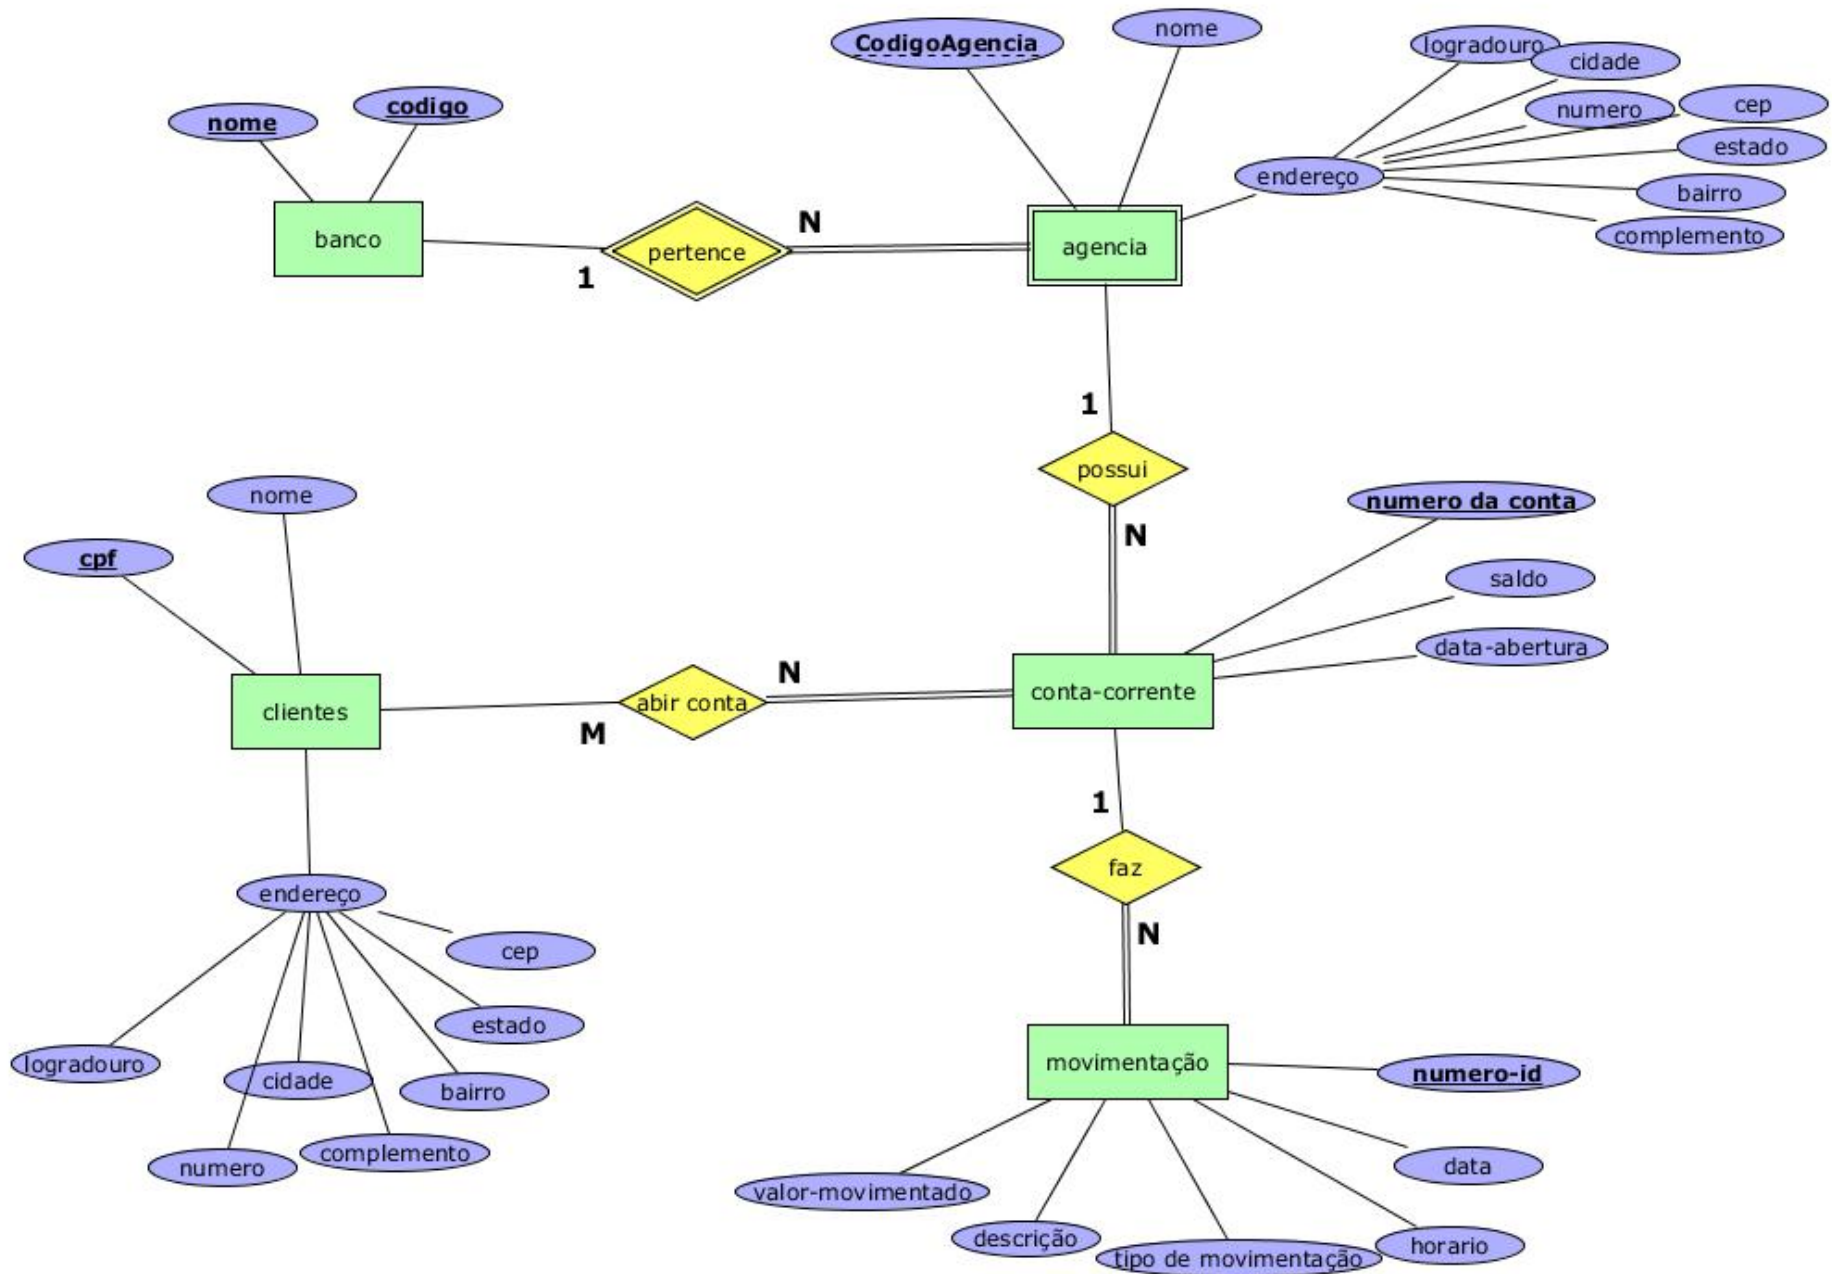 CodigoAgencia
nome
logradouro
cidade
nome
codigo
numero
cep
estado
endereço
bairro
complemento
banco
1
pertence
N
agencia
1
possui
N
nome
cpf
numero da conta
saldo
data-abertura
clientes
M
abir conta
N
conta-corrente
1
faz
N
endereço
cep
estado
logradouro
cidade
bairro
numero
complemento
movimentação
numero-id
data
valor-movimentado
descrição
tipo de movimentação
horario